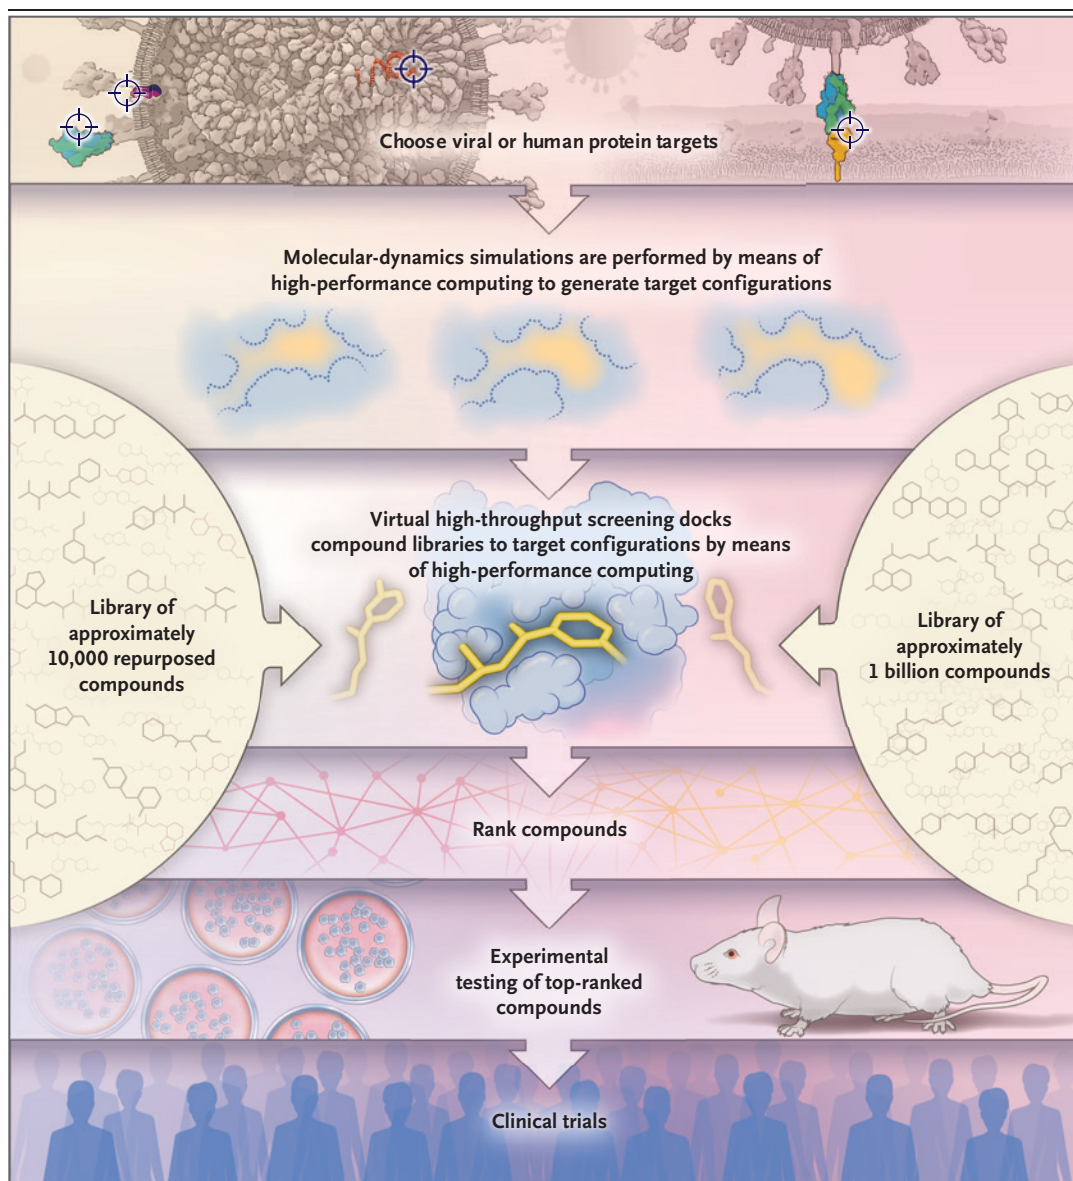 Choose viral or human protein targets
Molecular-dynamics simulations are performed by means of
high-performance computing to generate target configurations
Virtual high-throughput screening docks
compound libraries to target configurations by means
of high-performance computing
Library of
approximately
10,000 repurposed
compounds
Library of
approximately
1 billion compounds
Rank compounds
Experimental
testing of top-ranked
compounds
Clinical trials